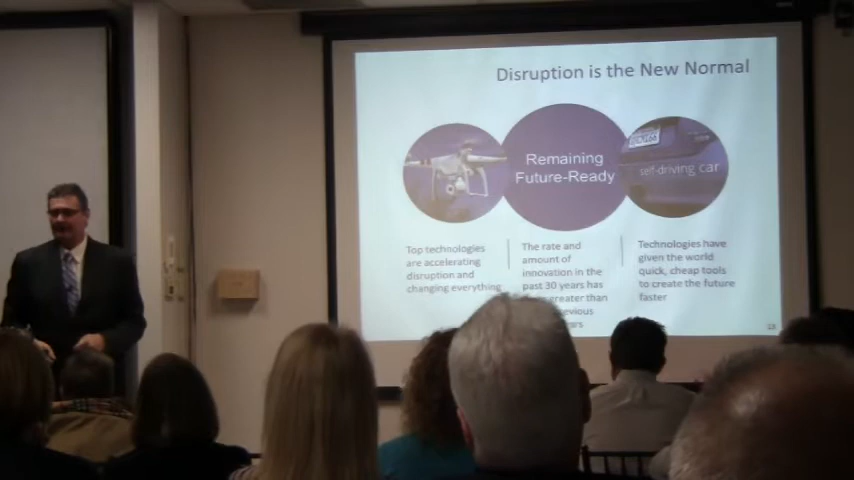 Disruption is the New Normal
Remaining
Future-Ready
self-driving car
Top technologies
are accelerating
disruption and
changing everything
The rate and
amount of
innovation in the
past 30 years has
greater than
Technologies have
given the world
quick, cheap tools
to create the future
faster